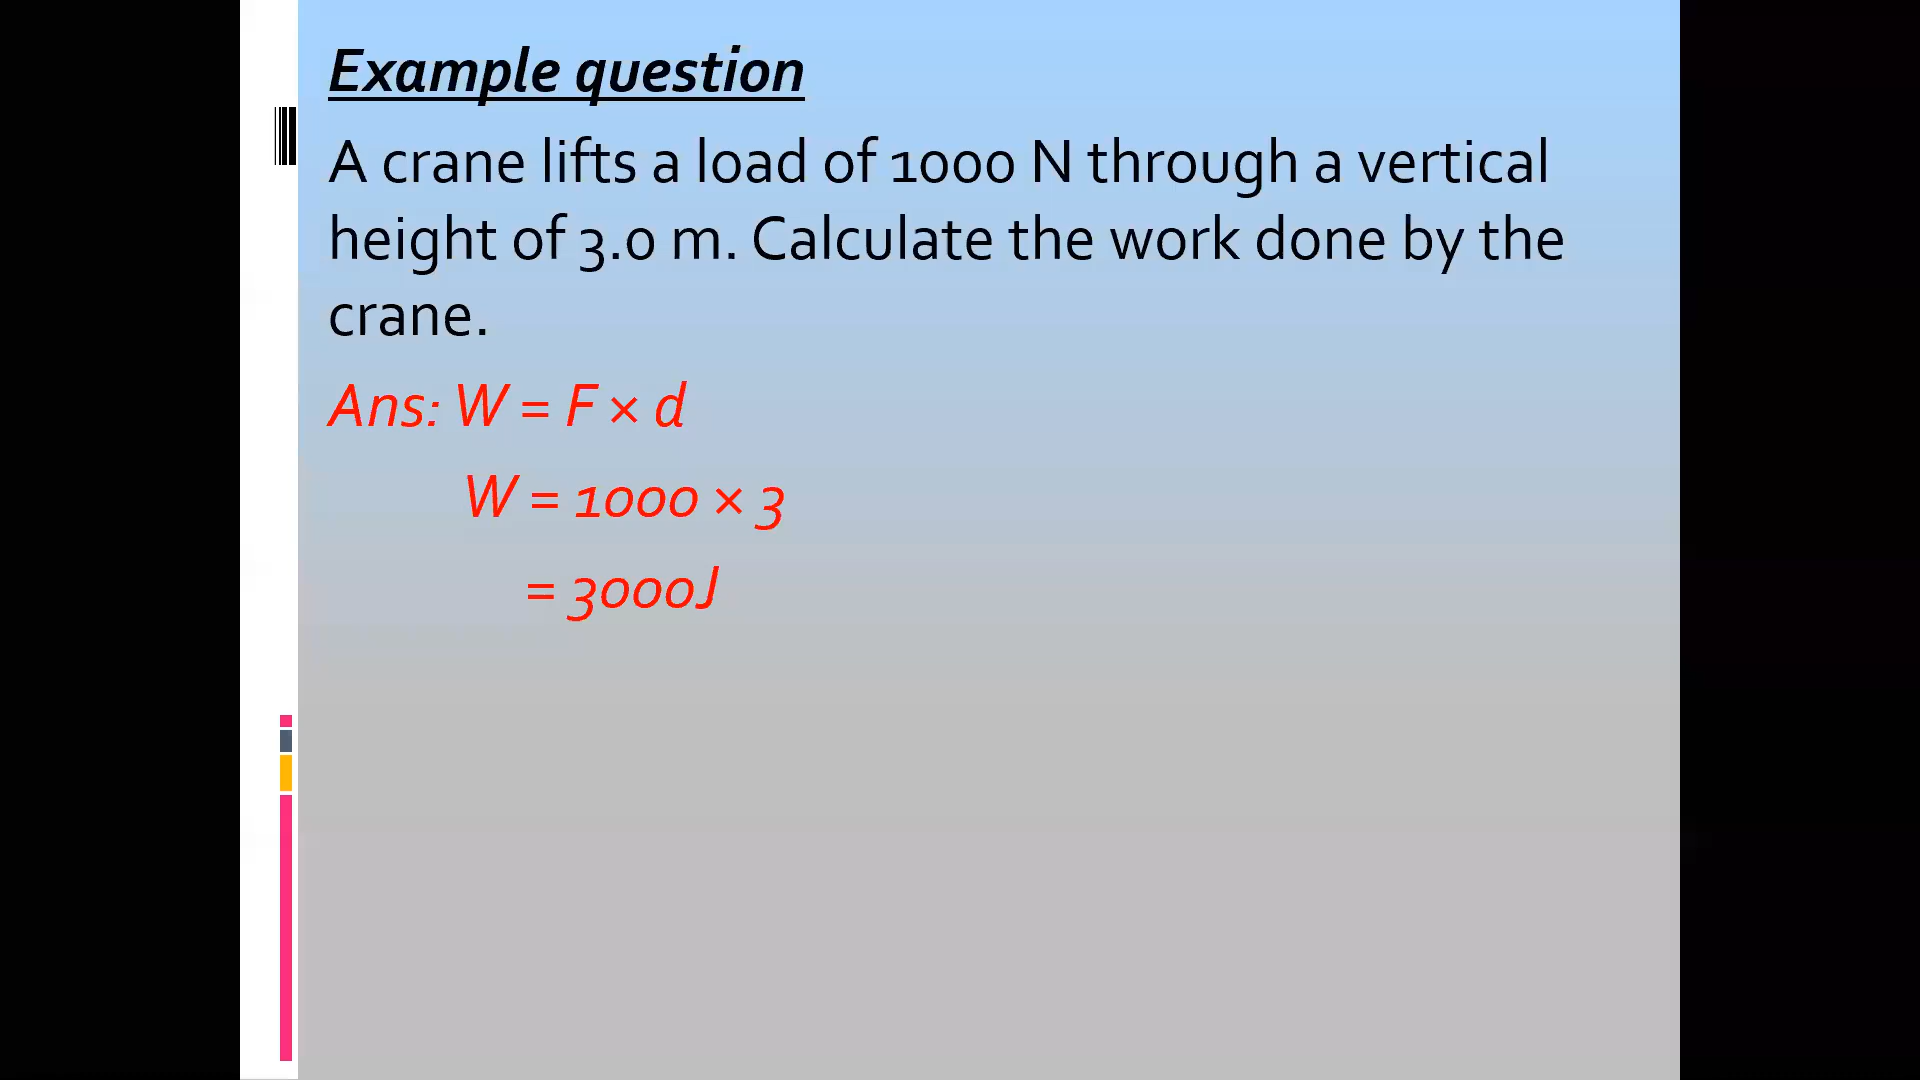 Example question
A crane lifts a load of 1000 N through a vertical
height of 3.0 m. Calculate the work done by the
crane.
Ans: W = F × d
W = 1000 × 3
= 3000J